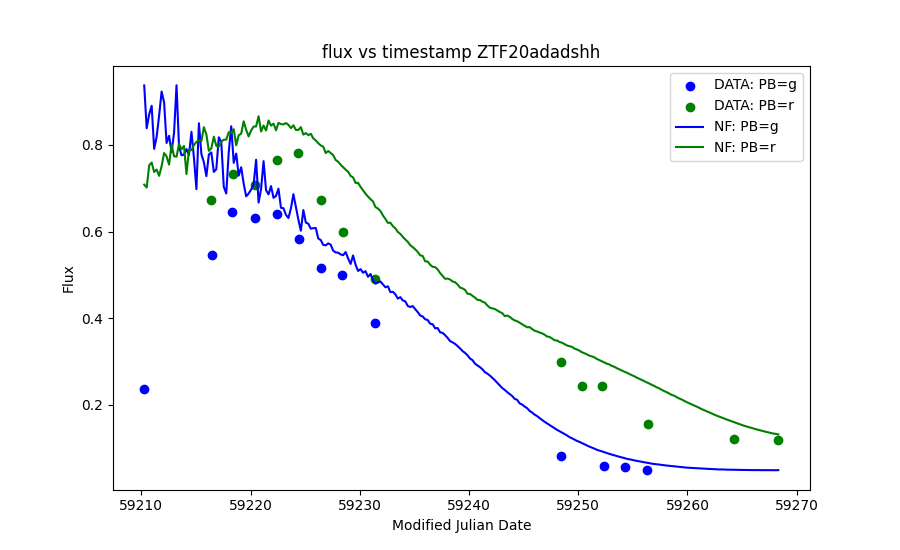 flux vs timestamp ZTF20adadshh
DATA: PB=g
DATA: PB=r
NF: PB=g
NF: PB=r
Flux
0.8
0.6
0.4
0.2
59210 59220 59230 59240 59250 59260 59270
Modified Julian Date